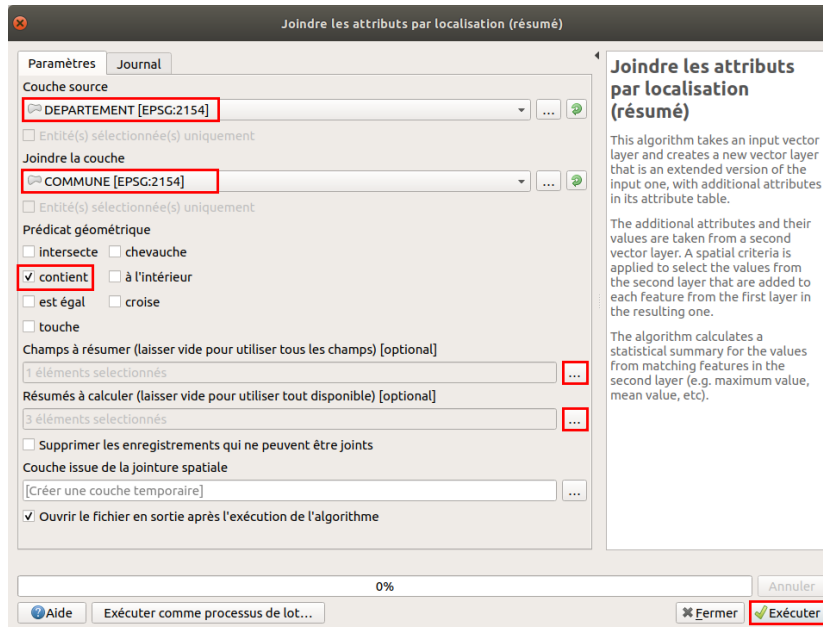 Joindre les attributs par localisation (résumé)
Paramètres
Journal
Couche source
DEPARTEMENT [EPSG:2154]
...
Entité(s) sélectionnée(s) uniquement
Joindre la couche
COMMUNE [EPSG:2154]
...
Entité(s) sélectionnée(s) uniquement
Prédicat géométrique
intersecte
chevauche
contient
à l'intérieur
est égal
croise
touche
Champs à résumer (laisser vide pour utiliser tous les champs) [optional]
1 éléments selectionnés
...
Résumés à calculer (laisser vide pour utiliser tout disponible) [optional]
3 éléments selectionnés
...
Supprimer les enregistrements qui ne peuvent être joints
Couche issue de la jointure spatiale
[Créer une couche temporaire]
...
Ouvrir le fichier en sortie après l'exécution de l'algorithme
Joindre les attributs
par localisation
(résumé)
This algorithm takes an input vector
layer and creates a new vector layer
that is an extended version of the
input one, with additional attributes
in its attribute table.
The additional attributes and their
values are taken from a second
vector layer. A spatial criteria is
applied to select the values from
the second layer that are added to
each feature from the first layer in
the resulting one.
The algorithm calculates a
statistical summary for the values
from matching features in the
second layer (e.g. maximum value,
mean value, etc).
0%
Annuler
Aide
Exécuter comme processus de lot...
Fermer
Exécuter